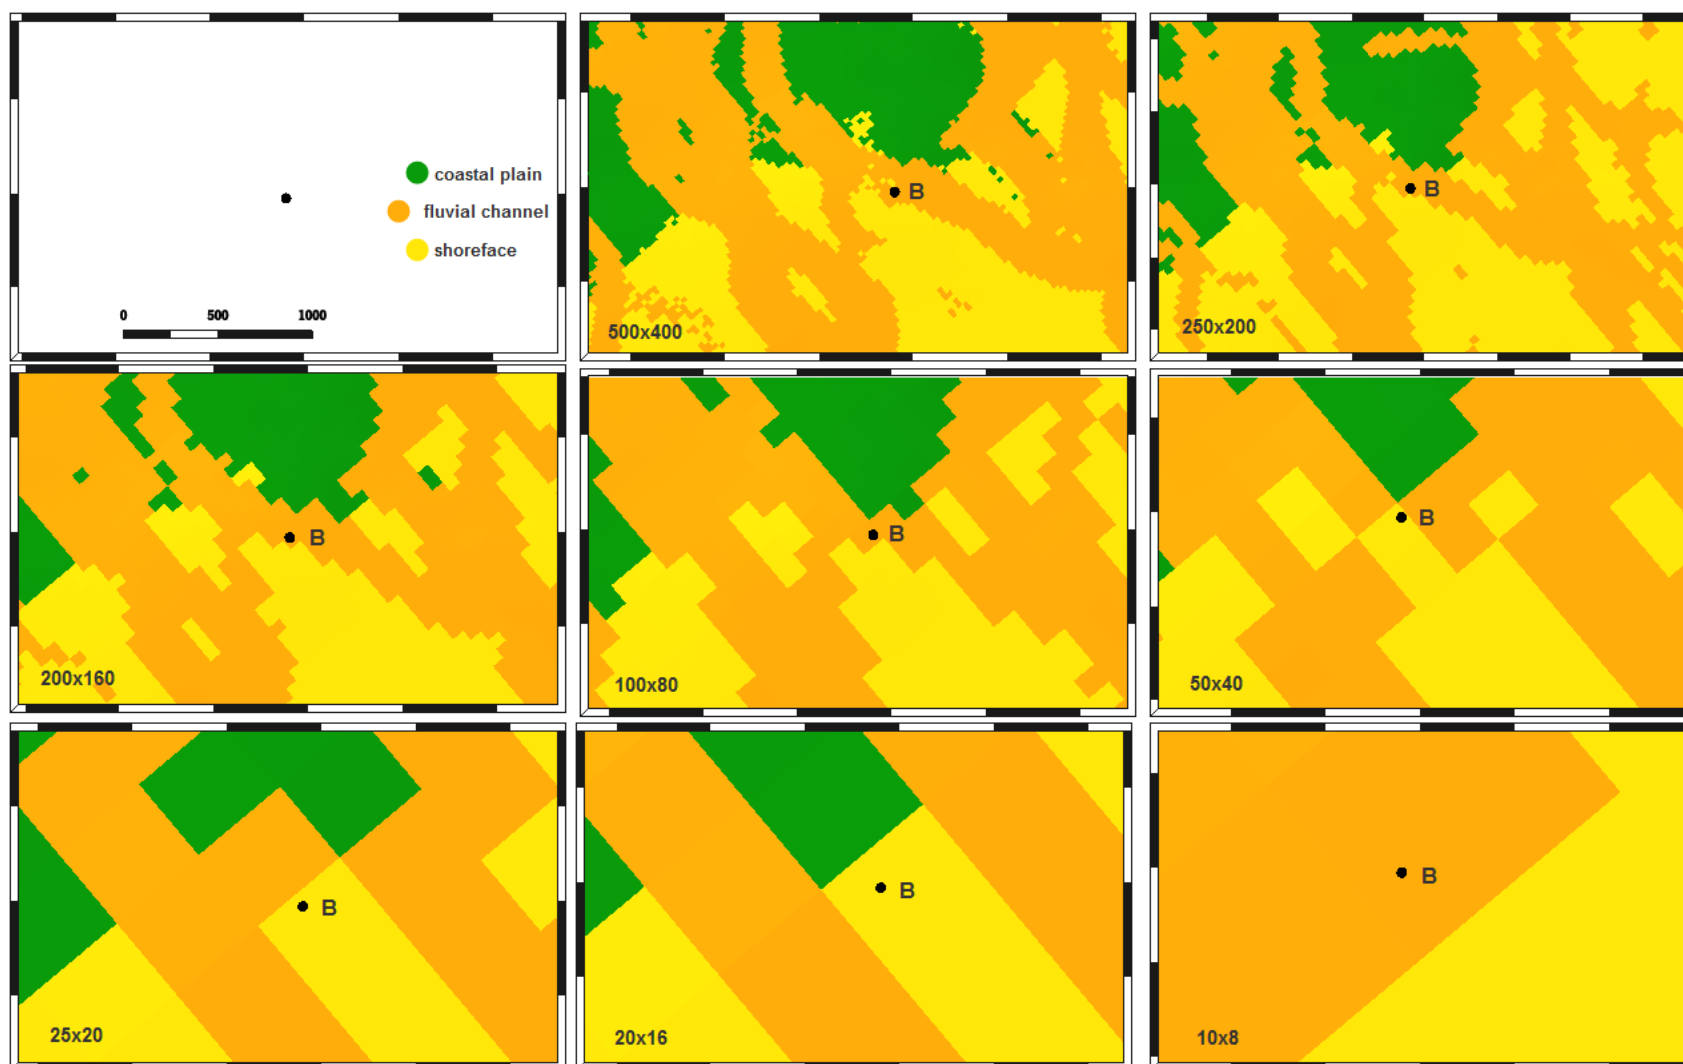 coastal plain
fluvial channel
shoreface
0 500 1000
B
500x400
B
250x200
B
200x160
B
100x80
B
50x40
B
25x20
B
20x16
B
10x8